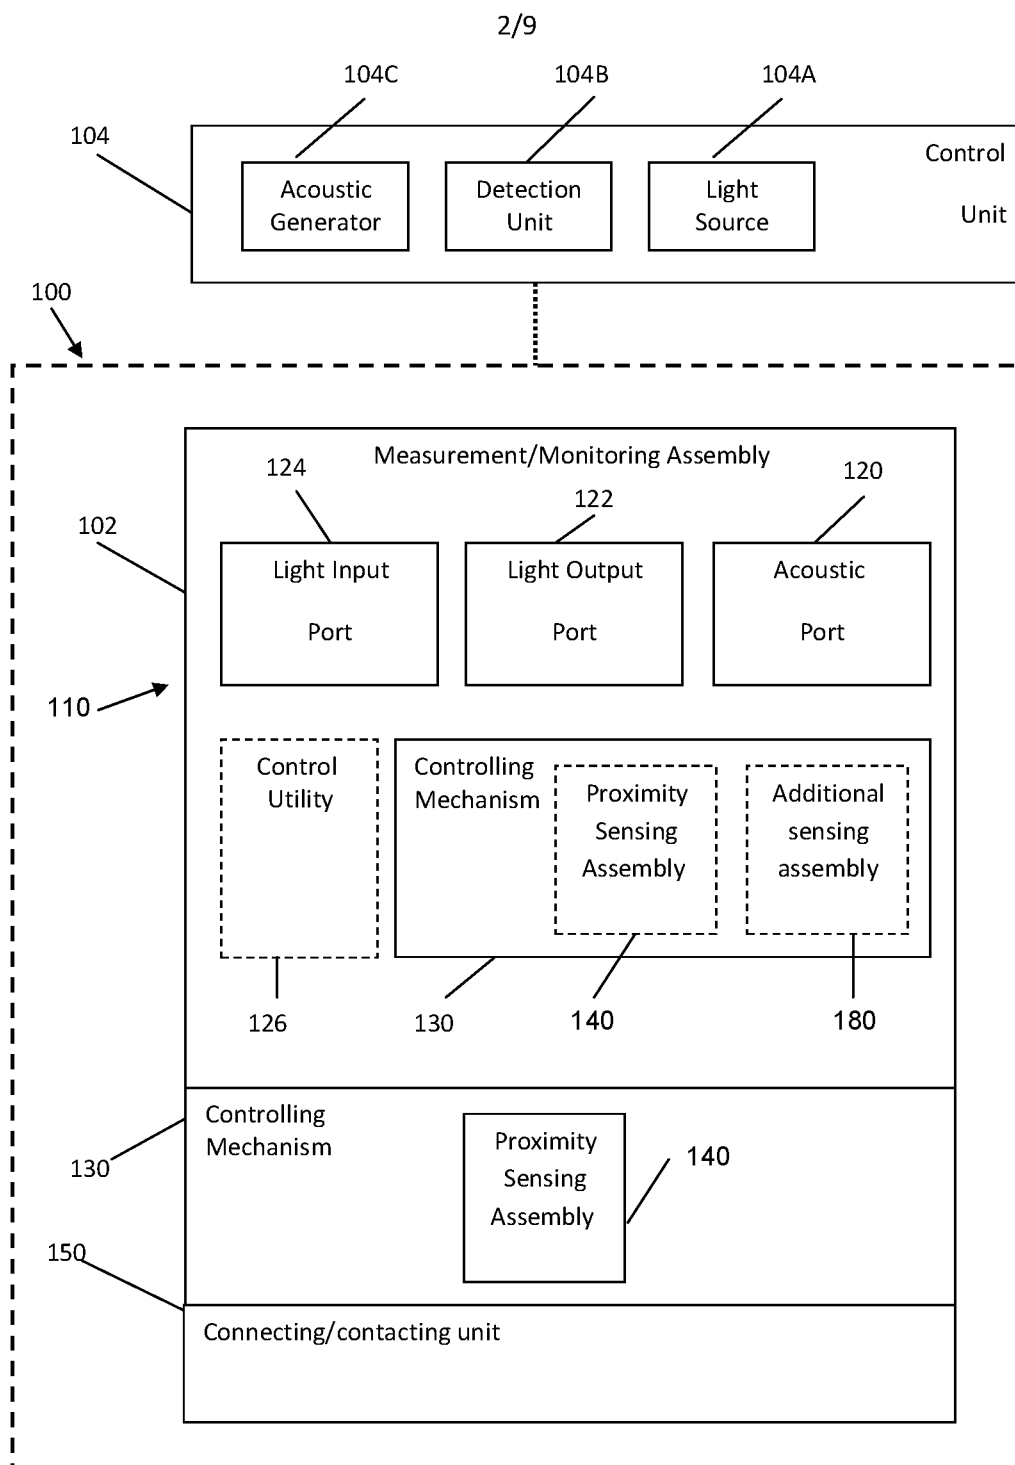 2/9
104C
104B
104A
104
Control
Unit
Acoustic
Generator
Detection
Unit
Light
Source
100
Measurement/Monitoring Assembly
124
122
120
102
Light Input
Port
Light Output
Port
Acoustic
Port
110
Control
Utility
Controlling
Mechanism
Proximity
Sensing
Assembly
Additional
sensing
assembly
126
130
140
180
Controlling
Mechanism
Proximity
Sensing
Assembly
140
130
150
Connecting/contacting unit